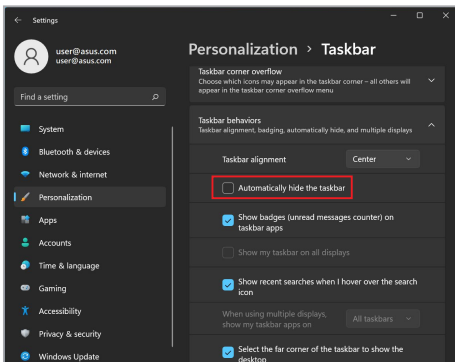 Settings
user@asus.com
user@asus.com
Find a setting
System
Bluetooth & devices
Network & internet
Personalization
Apps
Accounts
Time & language
Gaming
Accessibility
Privacy & security
Windows Update
Personalization > Taskbar
Taskbar corner overflow
Choose which icons may appear in the taskbar corner – all others will
appear in the taskbar corner overflow menu
Taskbar behaviors
Taskbar alignment, badging, automatically hide, and multiple displays
Taskbar alignment Center
Automatically hide the taskbar
Show badges (unread messages counter) on
taskbar apps
Show my taskbar on all displays
Show recent searches when I hover over the search
icon
When using multiple displays,
show my taskbar apps on All taskbars
Select the far corner of the taskbar to show the
desktop